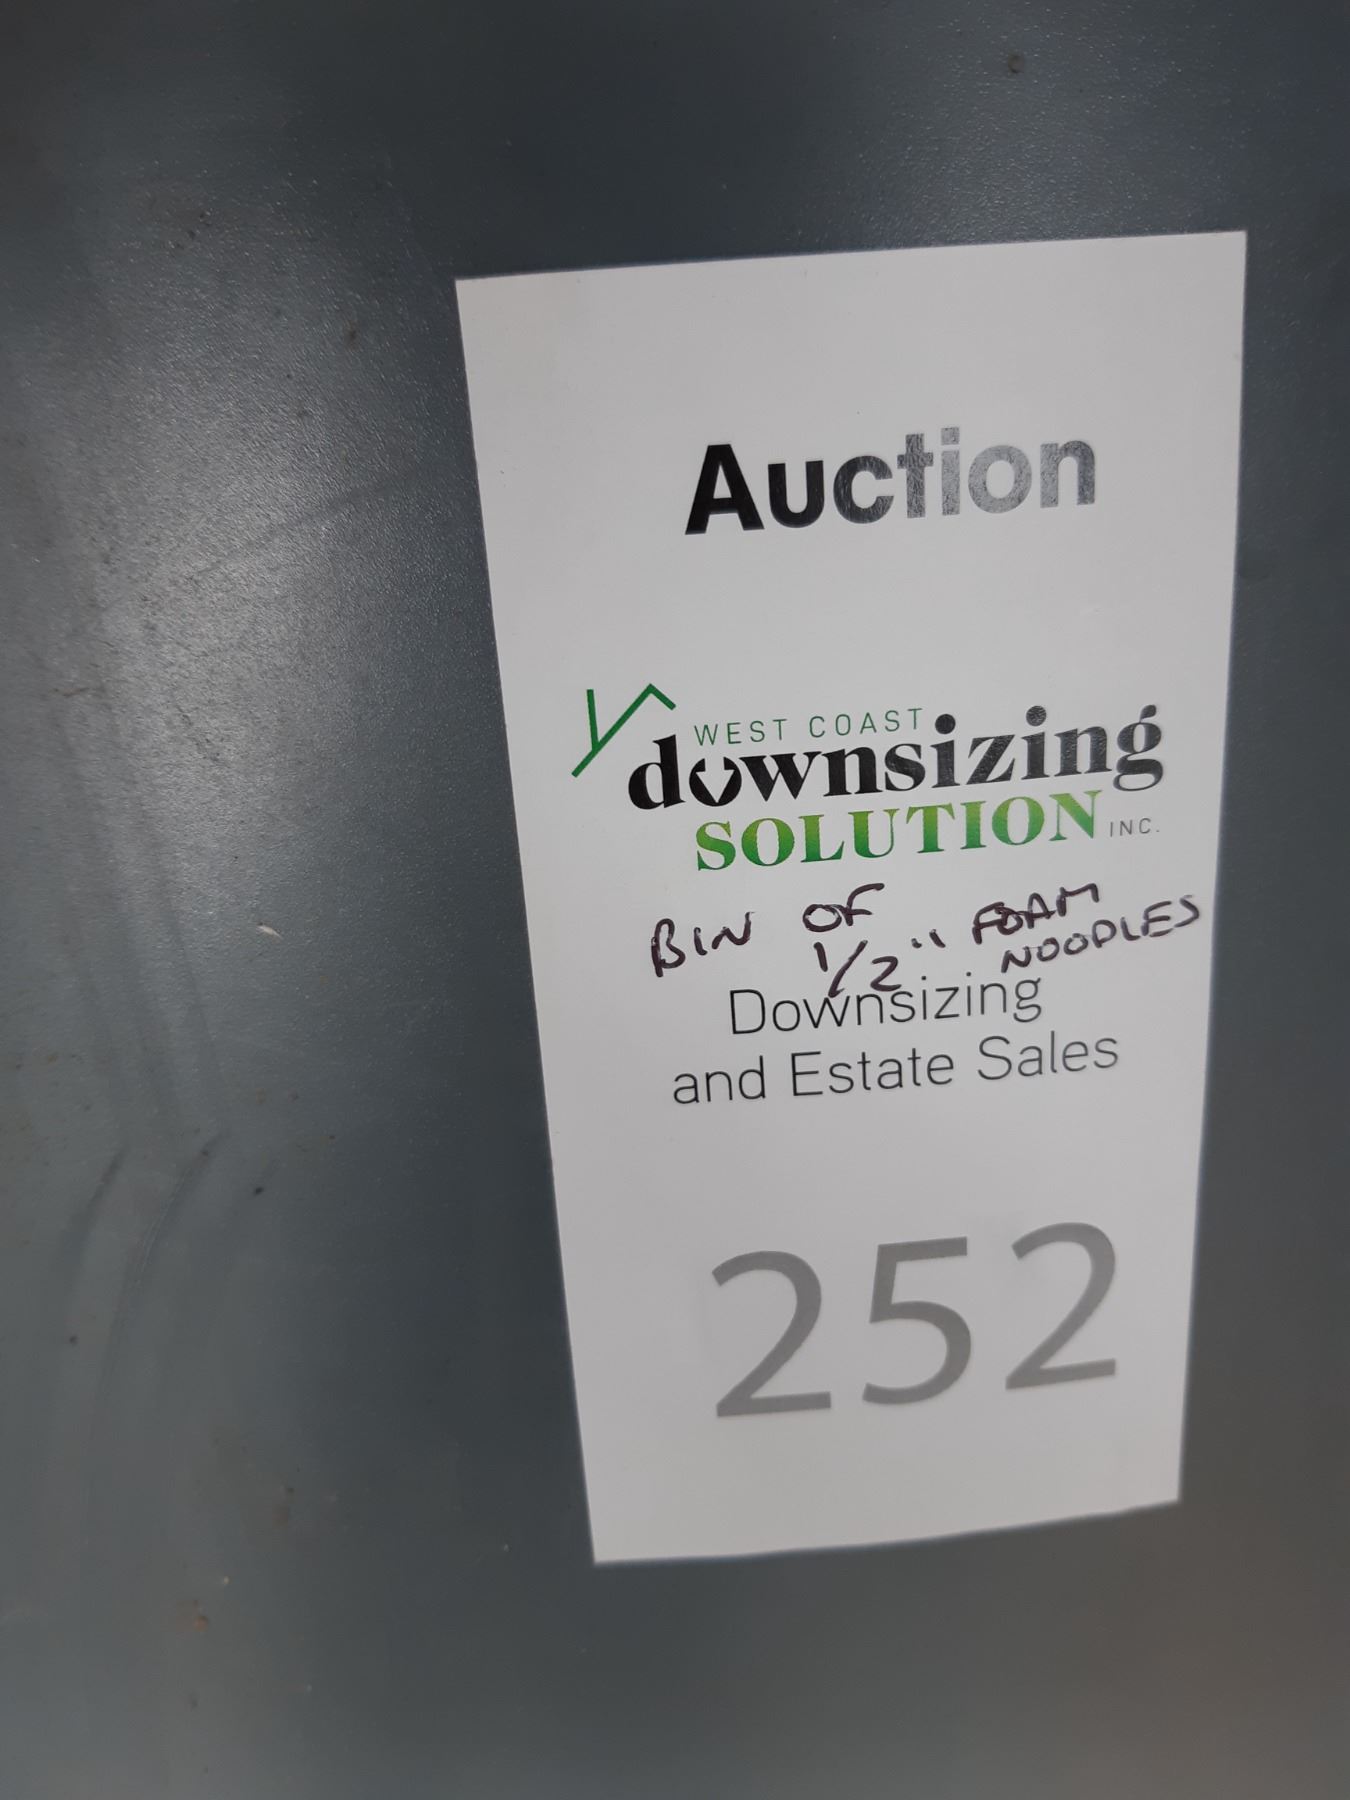 Auction
WEST COAST
downsizing
SOLUTION INC.
BIN OF
1/2" FOAM
NOODLES
Downsizing
and Estate Sales
252